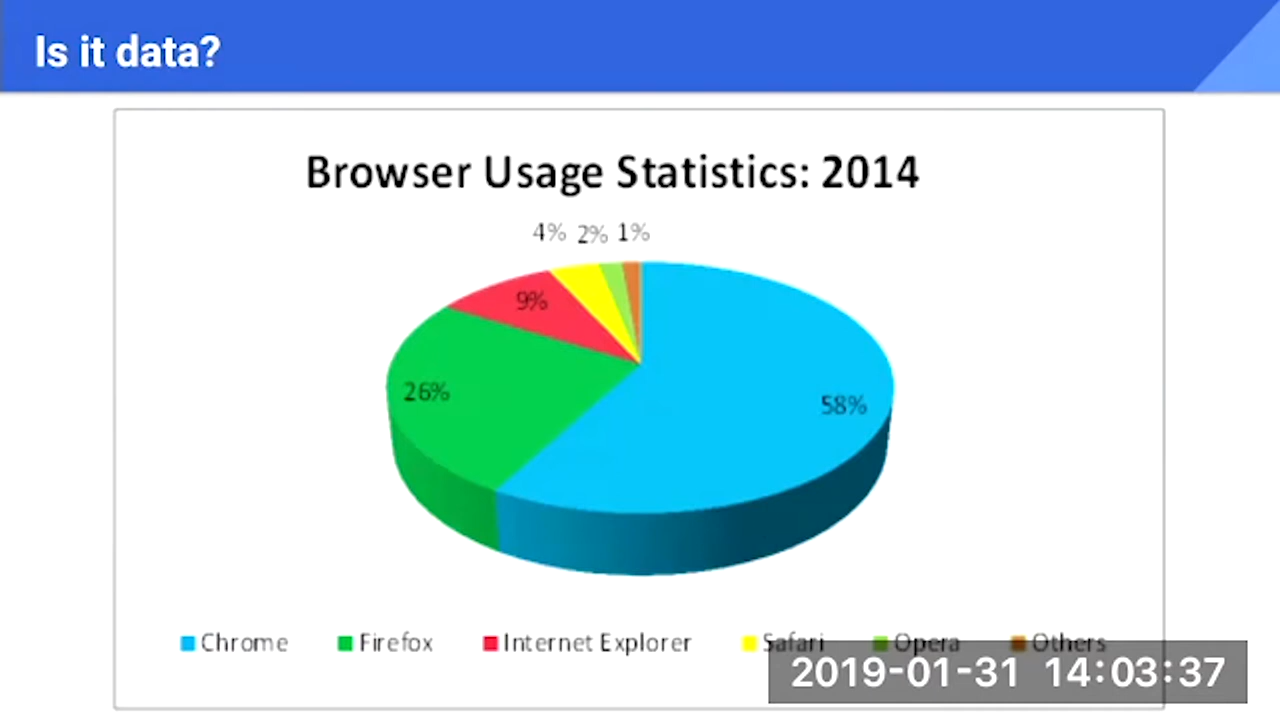 Is it data?
Browser Usage Statistics: 2014
4% 2% 1%
9%
26%
58%
Chrome Firefox Internet Explorer Safari Opera Others
2019-01-31 14:03:37